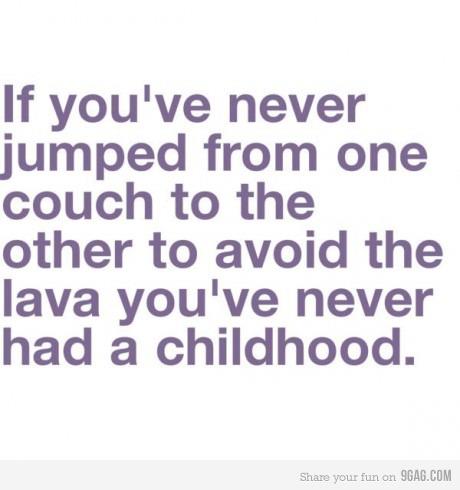 If you've never
jumped from one
couch to the
other to avoid the
lava you've never
had a childhood.
Share your fun on 9GAG.COM